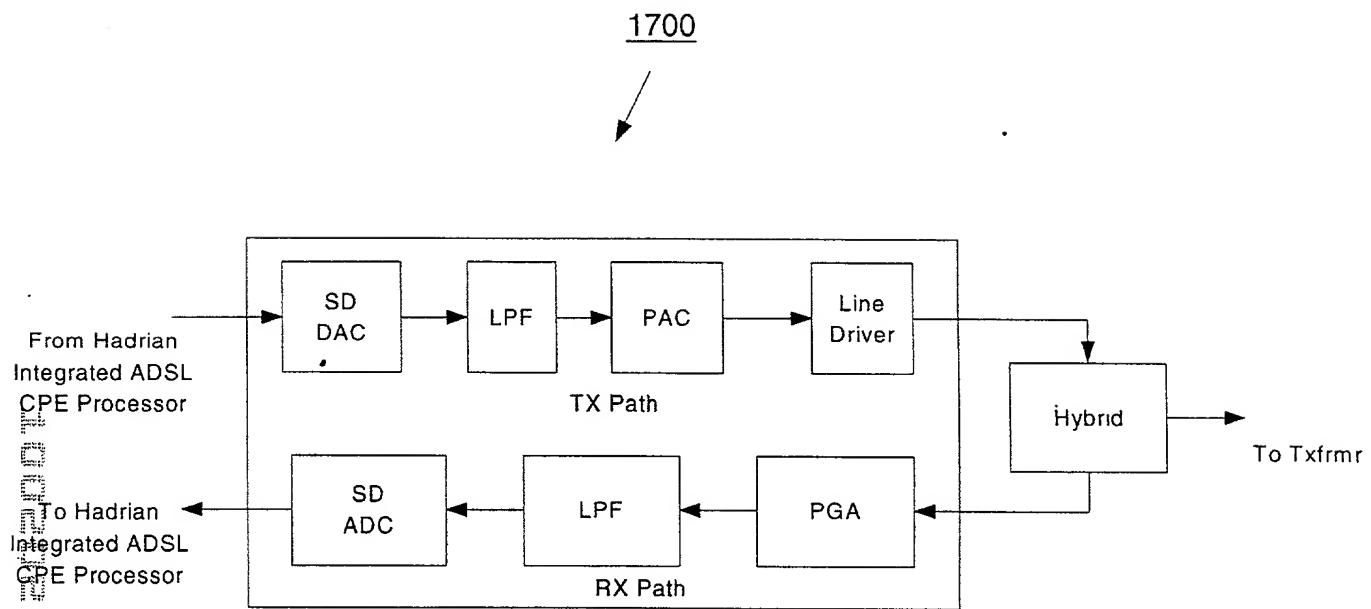 1700
SD
DAC
LPF
PAC
Line
Driver
From Hadrian
Integrated ADSL
CPE Processor
TX Path
Hybrid
To Txfrmr
SD
ADC
LPF
PGA
To Hadrian
Integrated ADSL
CPE Processor
RX Path